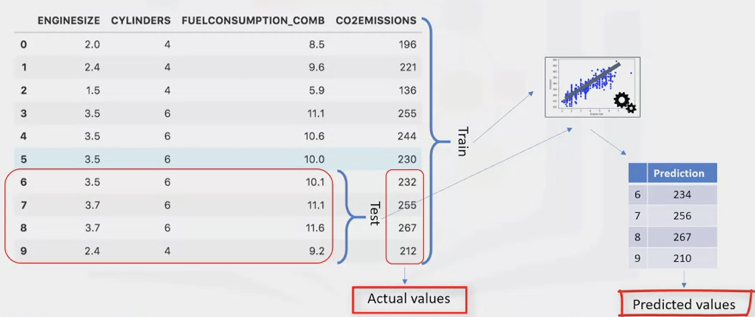 ENGINESIZE CYLINDERS FUELCONSUMPTION_COMB CO2EMISSIONS
0 2.0 4 8.5 196
1 2.4 4 9.6 221
2 1.5 4 5.9 136
3 3.5 6 11.1 255
4 3.5 6 10.6 244
5 3.5 6 10.0 230
6 3.5 6 10.1 232
7 3.7 6 11.1 255
8 3.7 6 11.6 267
9 2.4 4 9.2 212
Train
Test
Actual values
Prediction
6 234
7 256
8 267
9 210
Predicted values